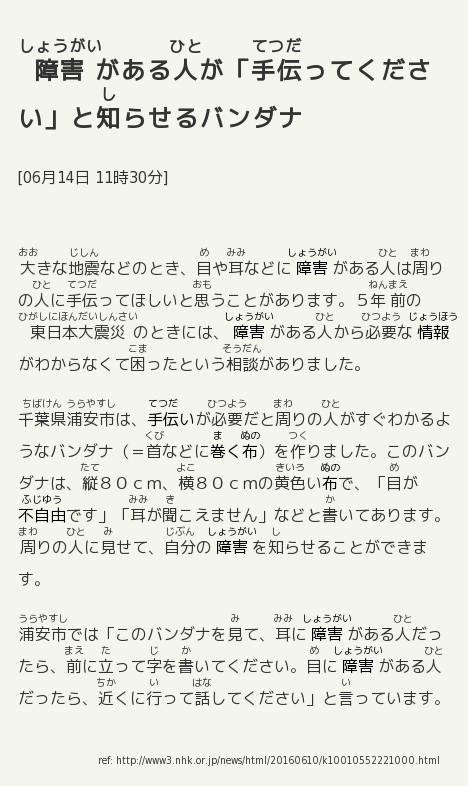 しょうがい ひと てつだ
障害 がある人が「手伝ってくださ
し
い」と知らせるバンダナ
[06月14日 11時30分]
おお じしん め みみ しょうがい ひと まわ
大きな地震などのとき、目や耳などに 障害 がある人は周り
ひと てつだ おも ねんまえ
の人に手伝ってほしいと思うことがあります。５年 前の
ひがしにほんだいしんさい しょうがい ひと ひつよう じょうほう
東日本大震災 のときには、 障害 がある人から必要な 情報
こま そうだん
がわからなくて困ったという相談がありました。
ちばけん うらやすし てつだ ひつよう まわ ひと
千葉県浦安市は、手伝いが必要だと周りの人がすぐわかるよ
くび ま ぬの つく
うなバンダナ（＝首などに巻く布）を作りました。このバン
たて よこ きいろ ぬの め
ダナは、縦８０ｃｍ、横８０ｃｍの黄色い布で、「目が
ふじゆう みみ き か
不自由です」「耳が聞こえません」などと書いてあります。
まわ ひと み じぶん しょうがい し
周りの人に見せて、自分の 障害 を知らせることができま
す。
うらやすし み みみ しょうがい ひと
浦安市では「このバンダナを見て、耳に 障害 がある人だっ
まえ た じ か め しょうがい ひと
たら、前に立って字を書いてください。目に 障害 がある人
ちか い はな い
だったら、近くに行って話してください」と言っています。
ref: http://www3.nhk.or.jp/news/html/20160610/k10010552221000.html